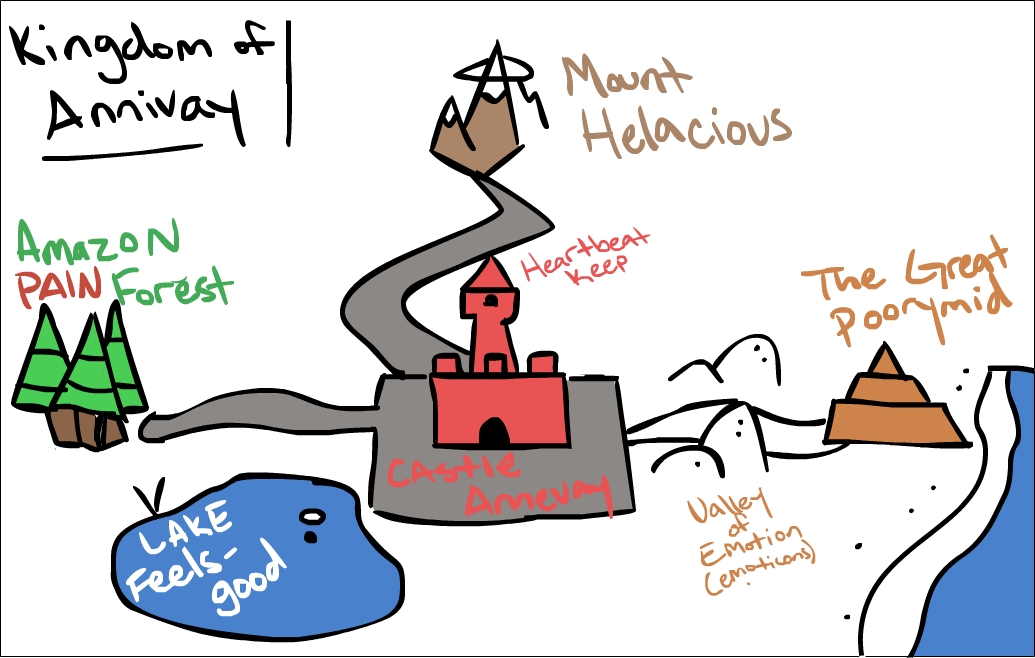 Kingdom of
Annivay
Mount
Helacious
Amazon
PAIN Forest
Heartbeat
Keep
The Great
Poorymid
Castle
Annevay
LAKE
Feels-
good
Valley
of
Emotion
(emoticons)